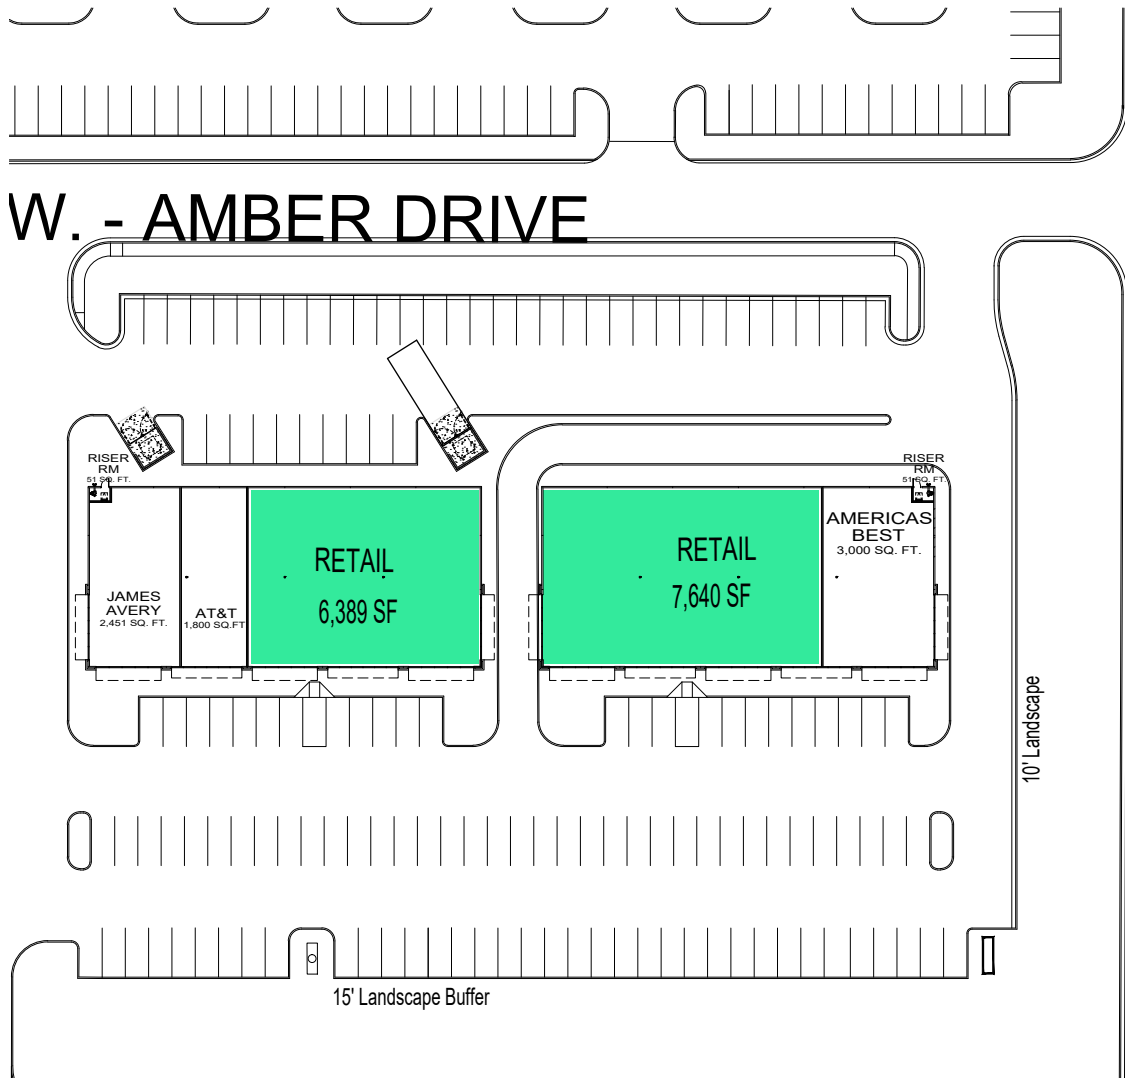 W. - AMBER DRIVE
RISER
RM
51 SQ. FT.
RISER
RM
51 SQ. FT.
JAMES
AVERY
2,451 SQ. FT.
AT&T
1,800 SQ.FT
RETAIL
6,389 SF
RETAIL
7,640 SF
AMERICAS
BEST
3,000 SQ. FT.
10' Landscape
15' Landscape Buffer